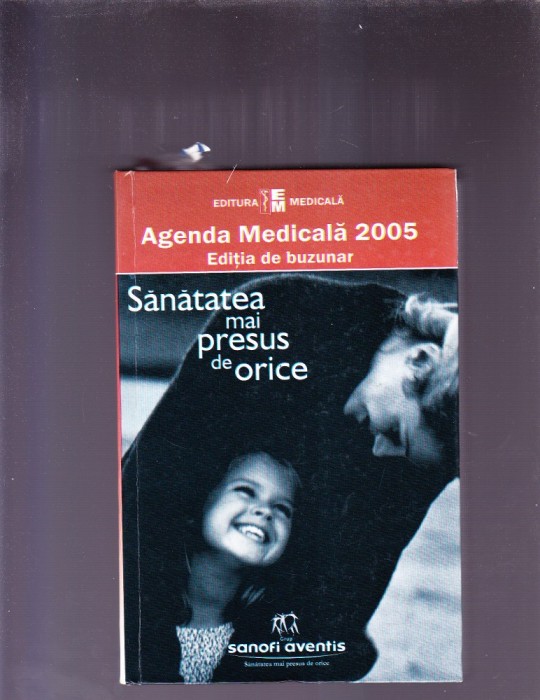 EDITURA EM MEDICALĂ
Agenda Medicală 2005
Ediția de buzunar
Sănătatea
mai
presus
de orice
Grup
sanofi aventis
Sănătatea mai presus de orice